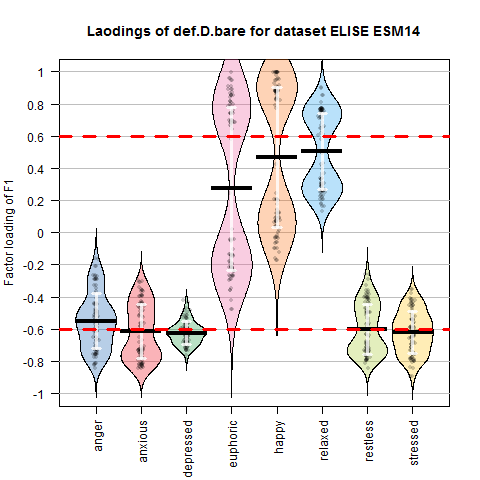 Laodings of def.D.bare for dataset ELISE ESM14
Factor loading of F1
1
0.8
0.6
0.4
0.2
0
-0.2
-0.4
-0.6
-0.8
-1
anger
anxious
depressed
euphoric
happy
relaxed
restless
stressed